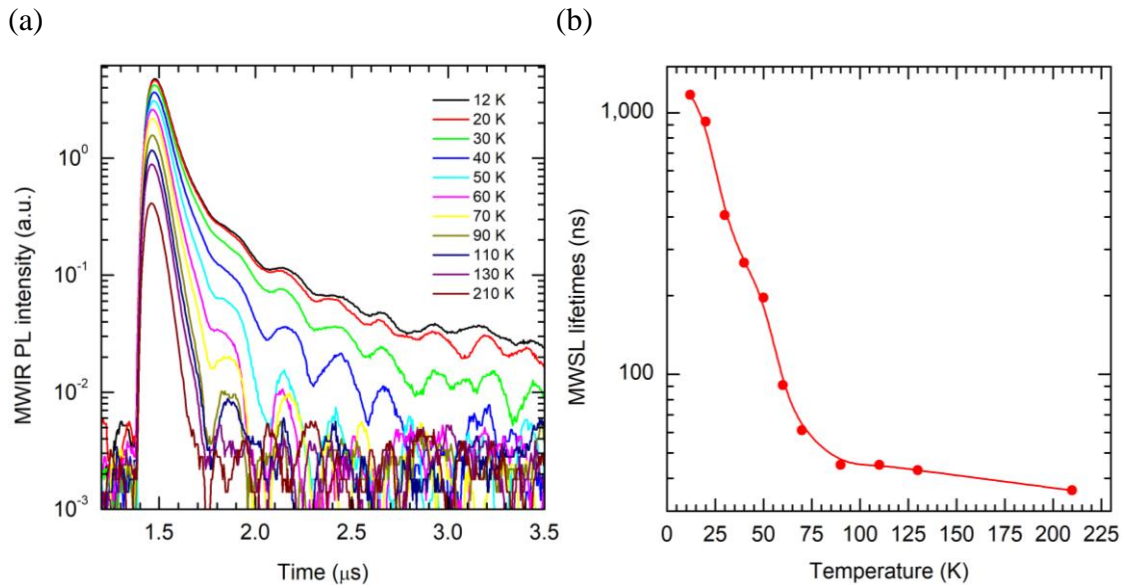 (a)
(b)
MWIR PL intensity (a.u.)
10^0
10^-1
10^-2
10^-3
12 K
20 K
30 K
40 K
50 K
60 K
70 K
90 K
110 K
130 K
210 K
1.5
2.0
2.5
3.0
3.5
Time (μs)
MWSL lifetimes (ns)
1,000
100
0
25
50
75
100
125
150
175
200
225
Temperature (K)